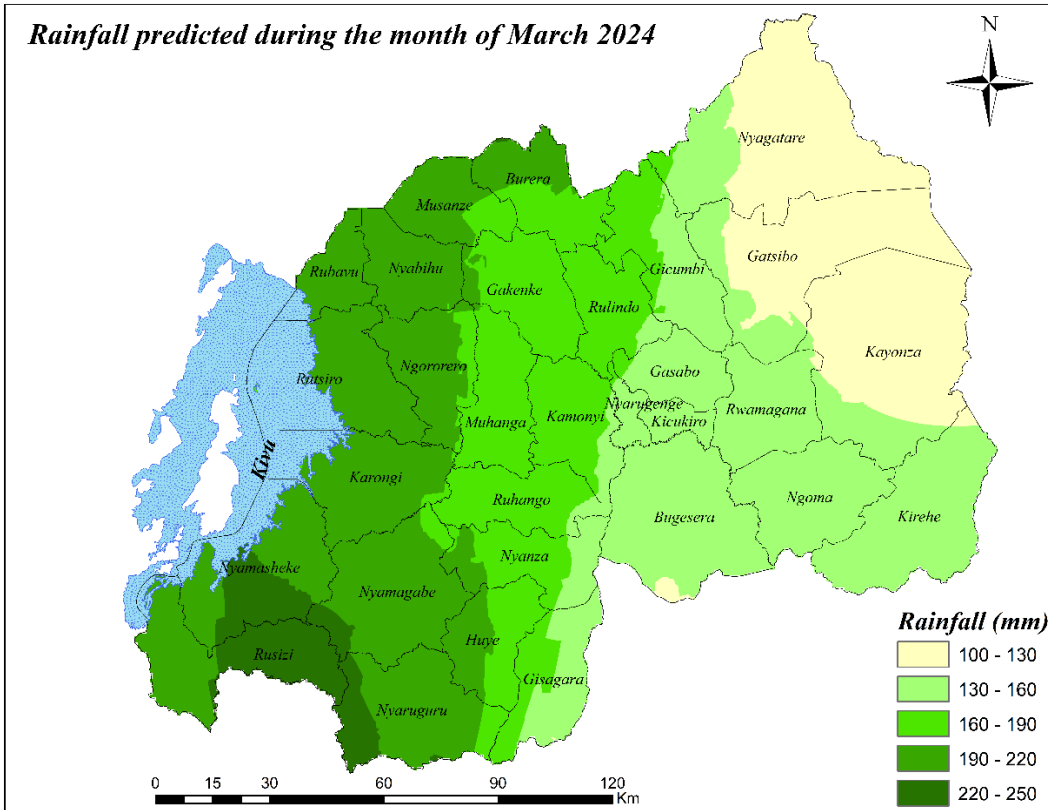 Rainfall predicted during the month of March 2024
N
Nyagatare
Burera
Musanze
Gatsibo
Gicumbi
Rubavu
Nyabihu
Gakenke
Rulindo
Kayonza
Rutsiro
Ngororero
Gasabo
Nyarugenge
Rwamagana
Muhanga
Kamonyi
Kicukiro
Kivu
Karongi
Ruhango
Ngoma
Bugesera
Kirehe
Nyanza
Nyamasheke
Nyamagabe
Huye
Rusizi
Gisagara
Nyaruguru
Rainfall (mm)
100 - 130
130 - 160
160 - 190
190 - 220
220 - 250
0 15 30 60 90 120
Km